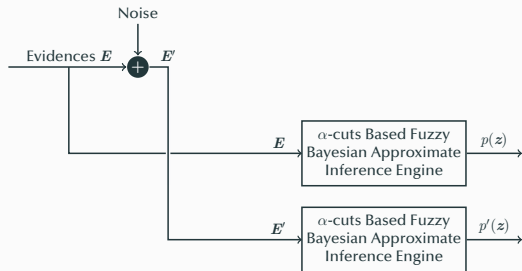 Noise
Evidences E
+
E'
E
α-cuts Based Fuzzy
Bayesian Approximate
Inference Engine
p(z)
E'
α-cuts Based Fuzzy
Bayesian Approximate
Inference Engine
p'(z)